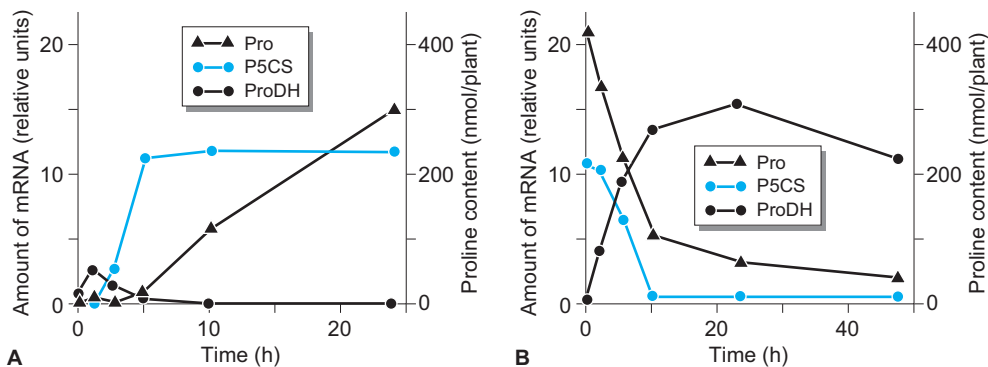 Amount of mRNA (relative units)
20
10
0
Pro
P5CS
ProDH
400
200
0
Proline content (nmol/plant)
0 10 20
Time (h)
A
Amount of mRNA (relative units)
20
10
0
Pro
P5CS
ProDH
400
200
0
Proline content (nmol/plant)
0 20 40
Time (h)
B